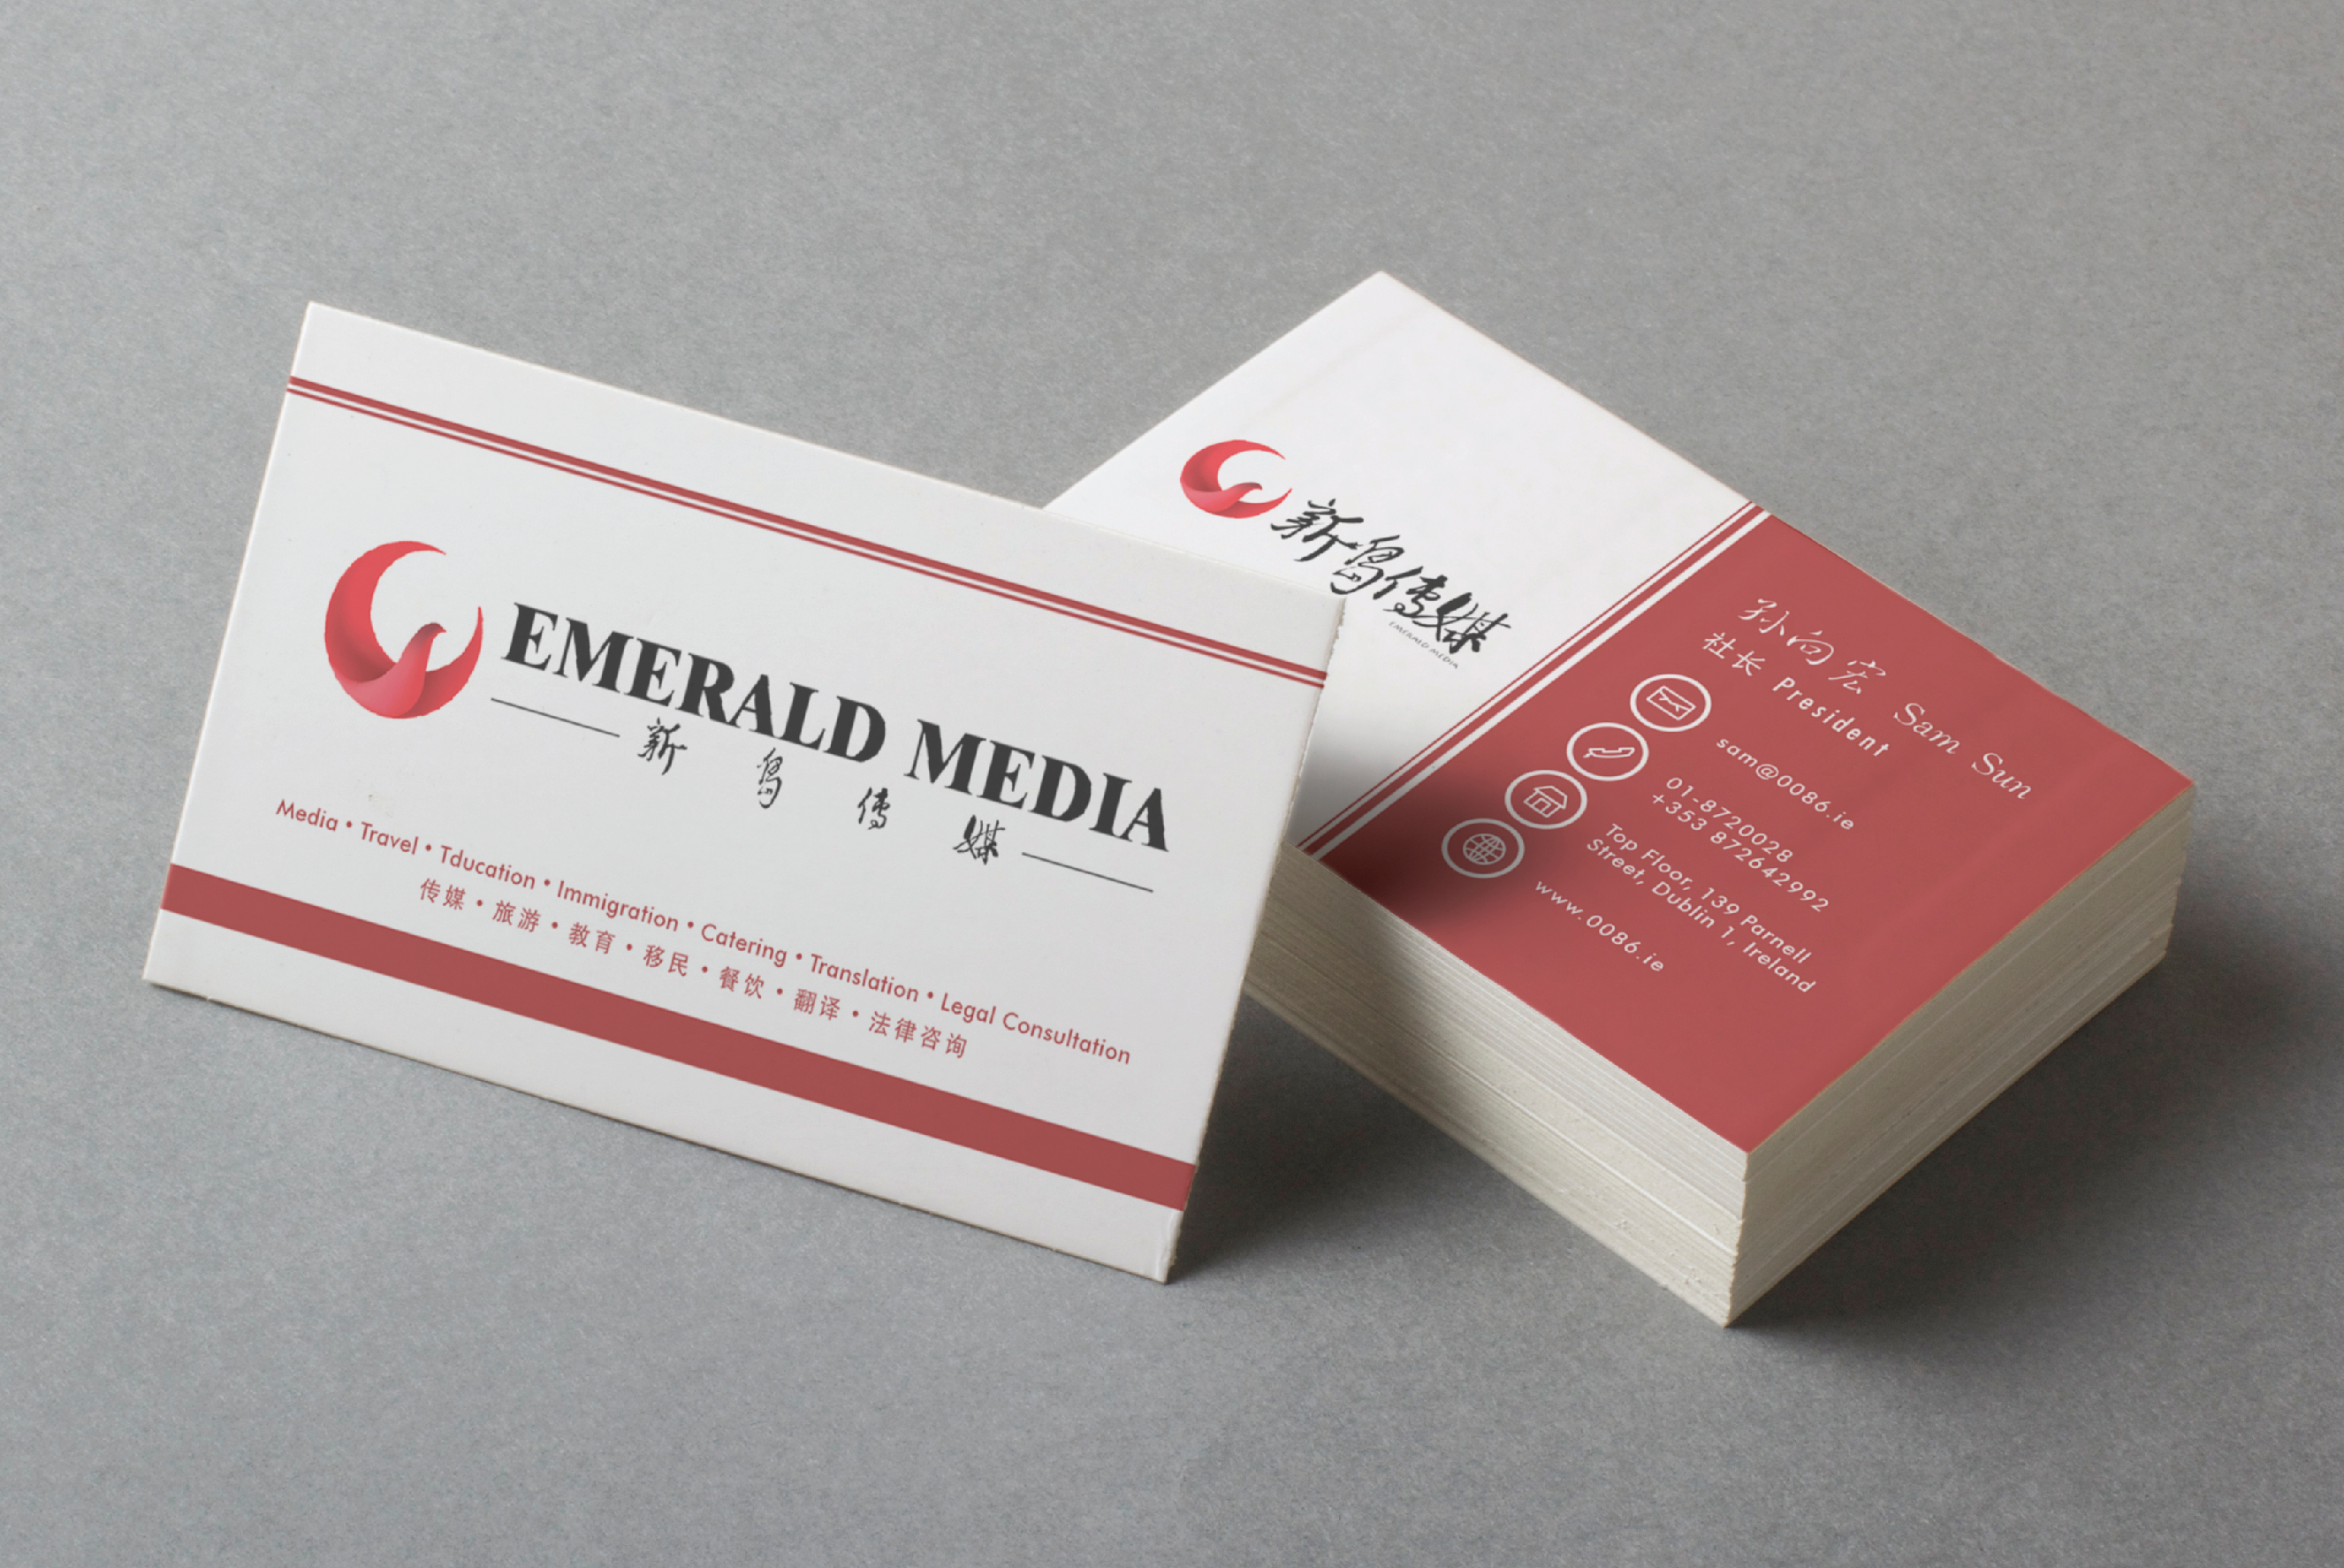 EMERALD MEDIA
新岛传媒
Media • Travel • Tducation • Immigration • Catering • Translation • Legal Consultation
传媒 • 旅游 • 教育 • 移民 • 餐饮 • 翻译 • 法律咨询
新岛传媒
EMERALD MEDIA
孙向宏 Sam Sun
社长 President
sam@0086.ie
01-8720028
+353 872642992
Top Floor, 139 Parnell
Street, Dublin 1, Ireland
www.0086.ie